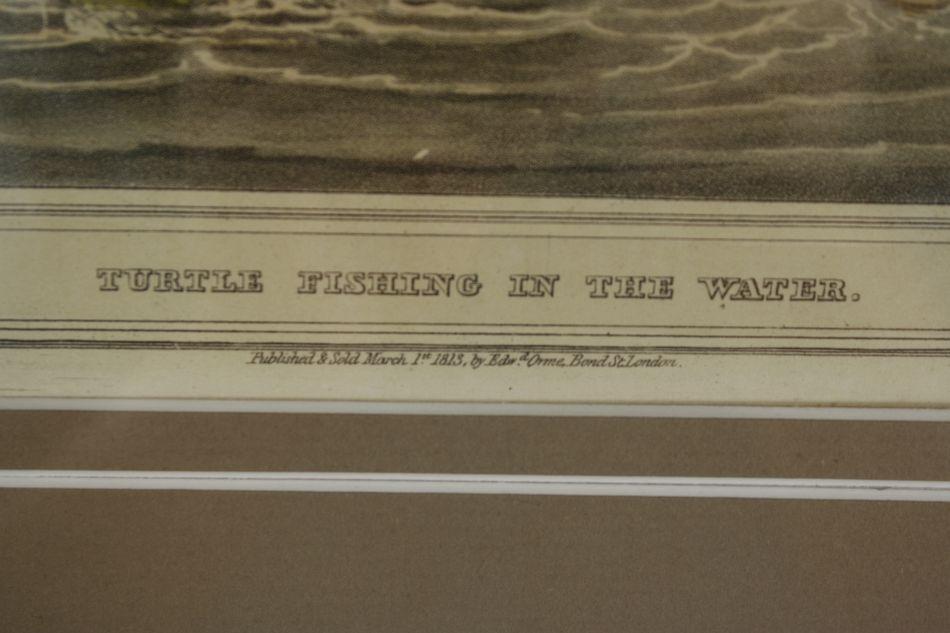 TURTLE FISHING IN THE WATER.
Published & Sold March 1st 1813, by Edwd. Orme, Bond St. London.